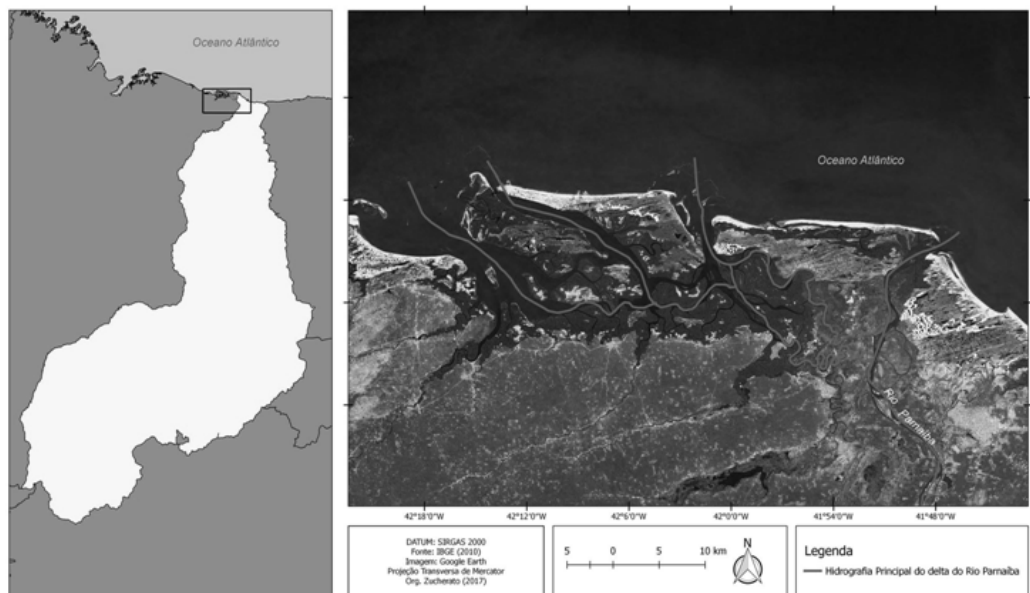 Oceano Atlântico
Oceano Atlântico
Rio Parnaíba
42°18'0"W
42°12'0"W
42°6'0"W
42°0'0"W
41°54'0"W
41°48'0"W
DATUM: SIRGAS 2000
Fonte: IBGE (2010)
Imagem: Google Earth
Projeção Transversa de Mercator
Org. Zucherato (2017)
5 0 5 10 km
N
Legenda
Hidrografia Principal do delta do Rio Parnaíba